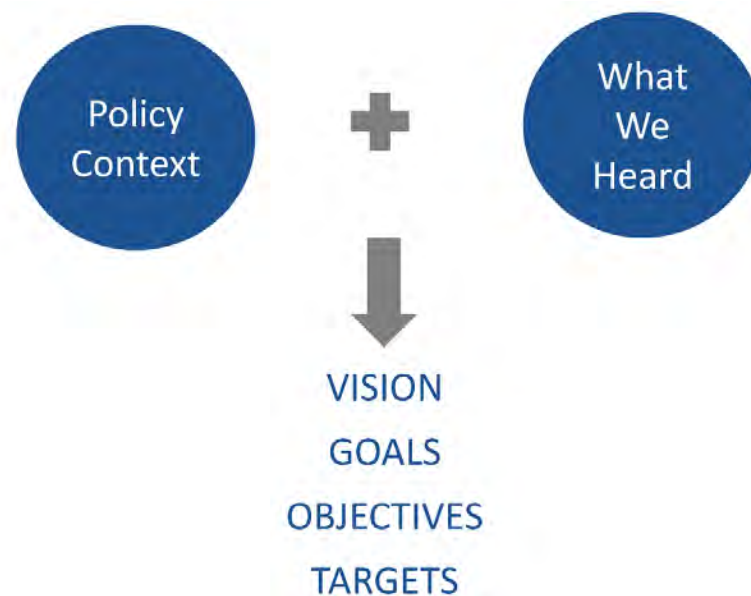 Policy
Context
What
We
Heard
VISION
GOALS
OBJECTIVES
TARGETS